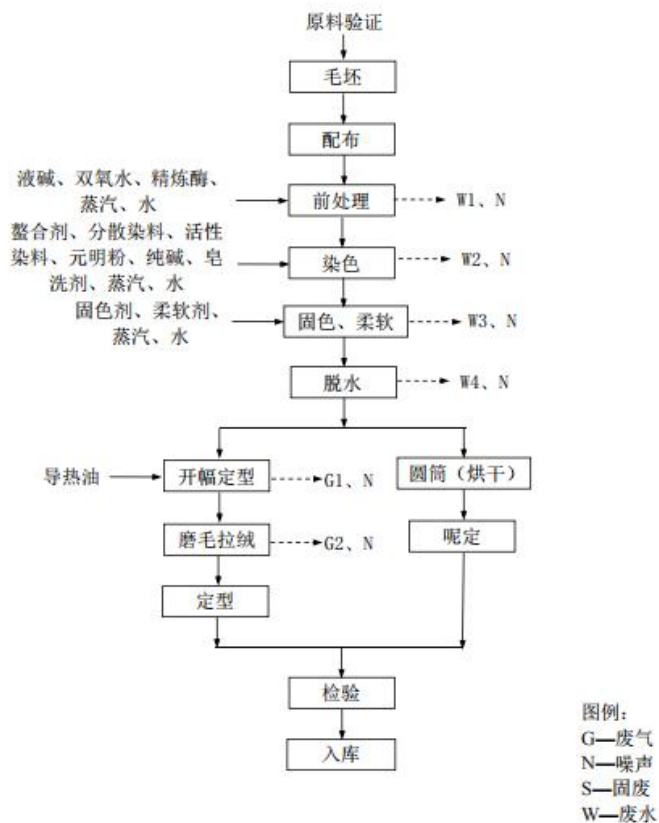 原料验证
毛坯
配布
液碱、双氧水、精炼酶、
蒸汽、水
前处理
W1、N
螯合剂、分散染料、活性
染料、元明粉、纯碱、皂
洗剂、蒸汽、水
染色
W2、N
固色剂、柔软剂、
蒸汽、水
固色、柔软
W3、N
脱水
W4、N
导热油
开幅定型
G1、N
圆筒（烘干）
磨毛拉绒
G2、N
呢定
定型
检验
入库
图例：
G—废气
N—噪声
S—固废
W—废水